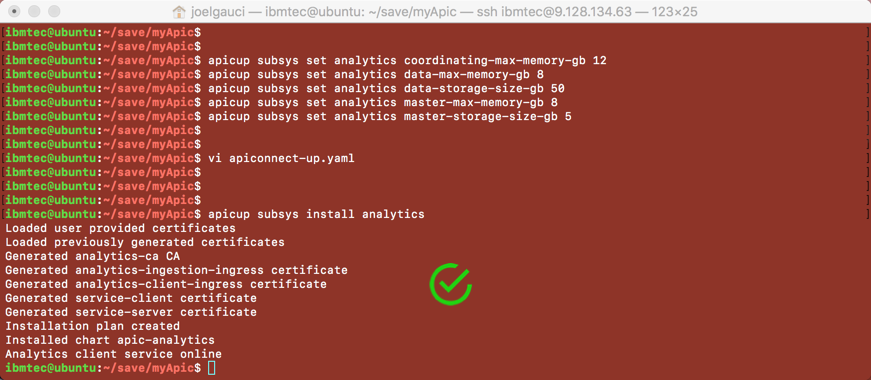 joelgauci — ibmtec@ubuntu: ~/save/myApic — ssh ibmtec@9.128.134.63 — 123×25
ibmtec@ubuntu:~/save/myApic$
ibmtec@ubuntu:~/save/myApic$
ibmtec@ubuntu:~/save/myApic$ apicup subsys set analytics coordinating-max-memory-gb 12
ibmtec@ubuntu:~/save/myApic$ apicup subsys set analytics data-max-memory-gb 8
ibmtec@ubuntu:~/save/myApic$ apicup subsys set analytics data-storage-size-gb 50
ibmtec@ubuntu:~/save/myApic$ apicup subsys set analytics master-max-memory-gb 8
ibmtec@ubuntu:~/save/myApic$ apicup subsys set analytics master-storage-size-gb 5
ibmtec@ubuntu:~/save/myApic$
ibmtec@ubuntu:~/save/myApic$
ibmtec@ubuntu:~/save/myApic$ vi apiconnect-up.yaml
ibmtec@ubuntu:~/save/myApic$
ibmtec@ubuntu:~/save/myApic$
ibmtec@ubuntu:~/save/myApic$
ibmtec@ubuntu:~/save/myApic$ apicup subsys install analytics
Loaded user provided certificates
Loaded previously generated certificates
Generated analytics-ca CA
Generated analytics-ingestion-ingress certificate
Generated analytics-client-ingress certificate
Generated service-client certificate
Generated service-server certificate
Installation plan created
Installed chart apic-analytics
Analytics client service online
ibmtec@ubuntu:~/save/myApic$